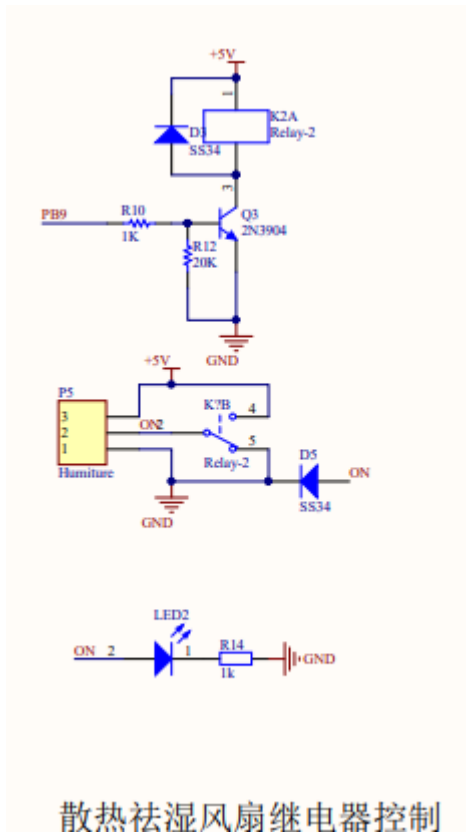 +5V
1
K2A
D3
Relay-2
SS34
3
PB9
R10
Q3
1K
2N3904
R12
20K
GND
+5V
P5
K?B
4
3
2
ON
2
1
5
D5
Relay-2
ON
Humiture
SS34
GND
LED2
ON 2
1
R14
GND
1k
散热祛湿风扇继电器控制